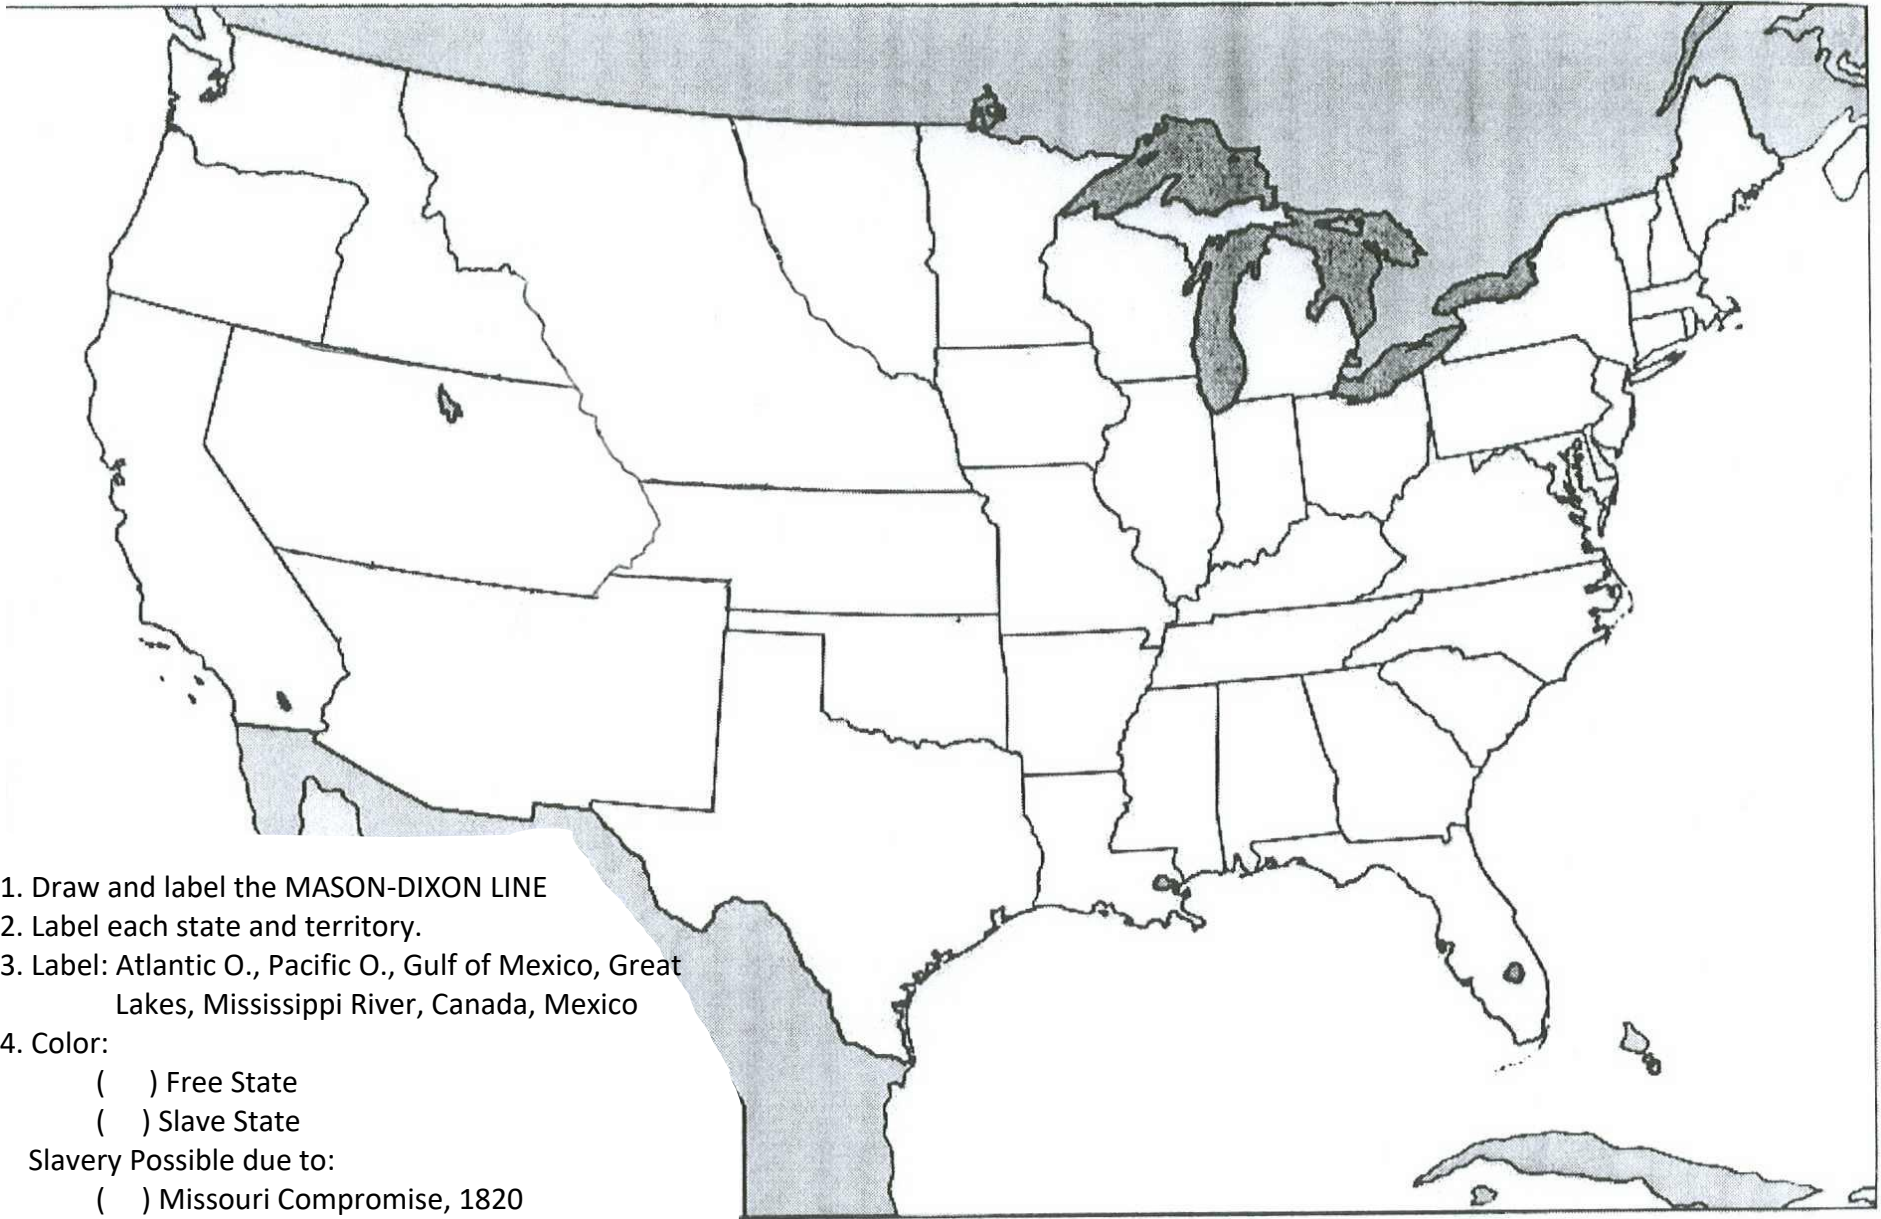 1. Draw and label the MASON-DIXON LINE
2. Label each state and territory.
3. Label: Atlantic O., Pacific O., Gulf of Mexico, Great
Lakes, Mississippi River, Canada, Mexico
4. Color:
( ) Free State
( ) Slave State
Slavery Possible due to:
( ) Missouri Compromise, 1820